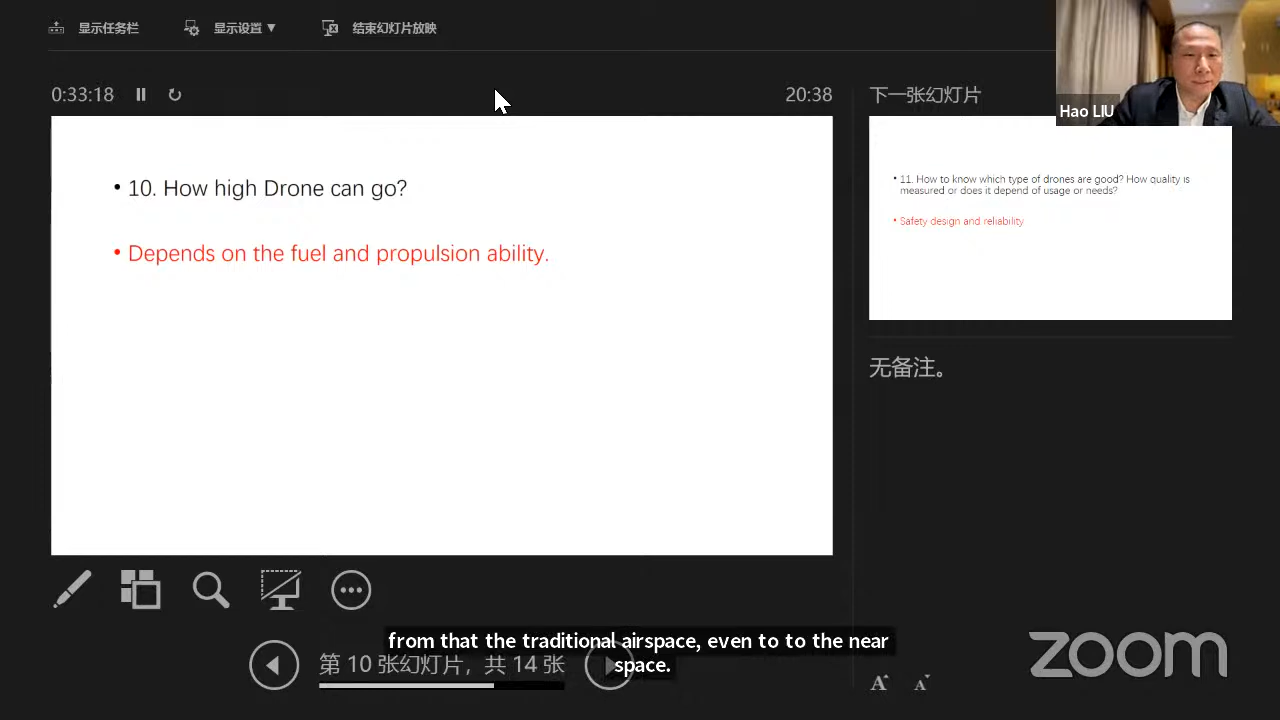 显示任务栏
显示设置 ▼
结束幻灯片放映
0:33:18
20:38
下一张幻灯片
Hao LIU
• 10. How high Drone can go?
• Depends on the fuel and propulsion ability.
• 11. How to know which type of drones are good? How quality is
measured or does it depend of usage or needs?
• Safety design and reliability
无备注。
from that the traditional airspace, even to to the near
space.
第 10 张幻灯片，共 14 张
A
A
zoom